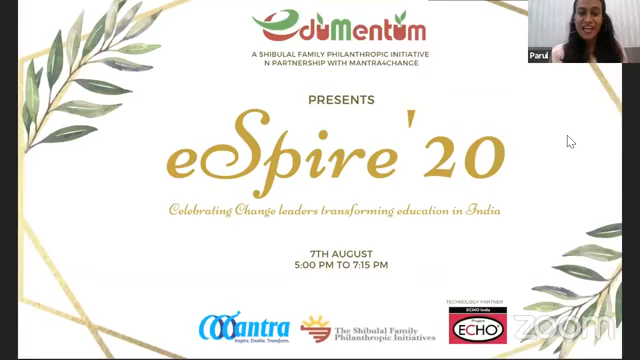 edumentum
A SHIBULAL FAMILY PHILANTHROPIC INITIATIVE
N PARTNERSHIP WITH MANTRA4CHANGE
Parul
PRESENTS
eSpire'20
Celebrating Change leaders transforming education in India
7TH AUGUST
5:00 PM TO 7:15 PM
TECHNOLOGY PARTNER
Mantra
Inspire. Enable. Transform.
The Shibulal Family
Philanthropic Initiatives
ECHO India
Project
ECHO
zoom